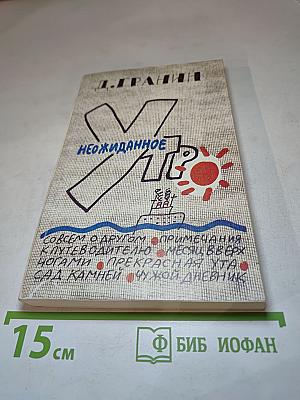 Д. ГРАНИН
НЕОЖИДАННОЕ
УТРО
СОВСЕМ О ДРУГОМ • ПРИМЕЧАНИЯ
К ПУТЕВОДИТЕЛЮ • МЕСЯЦ ВВЕРХ
НОГАМИ • ПРЕКРАСНАЯ УТА •
САД КАМНЕЙ • ЧУЖОЙ ДНЕВНИК
15 см
Ф БИБ ИОФАН